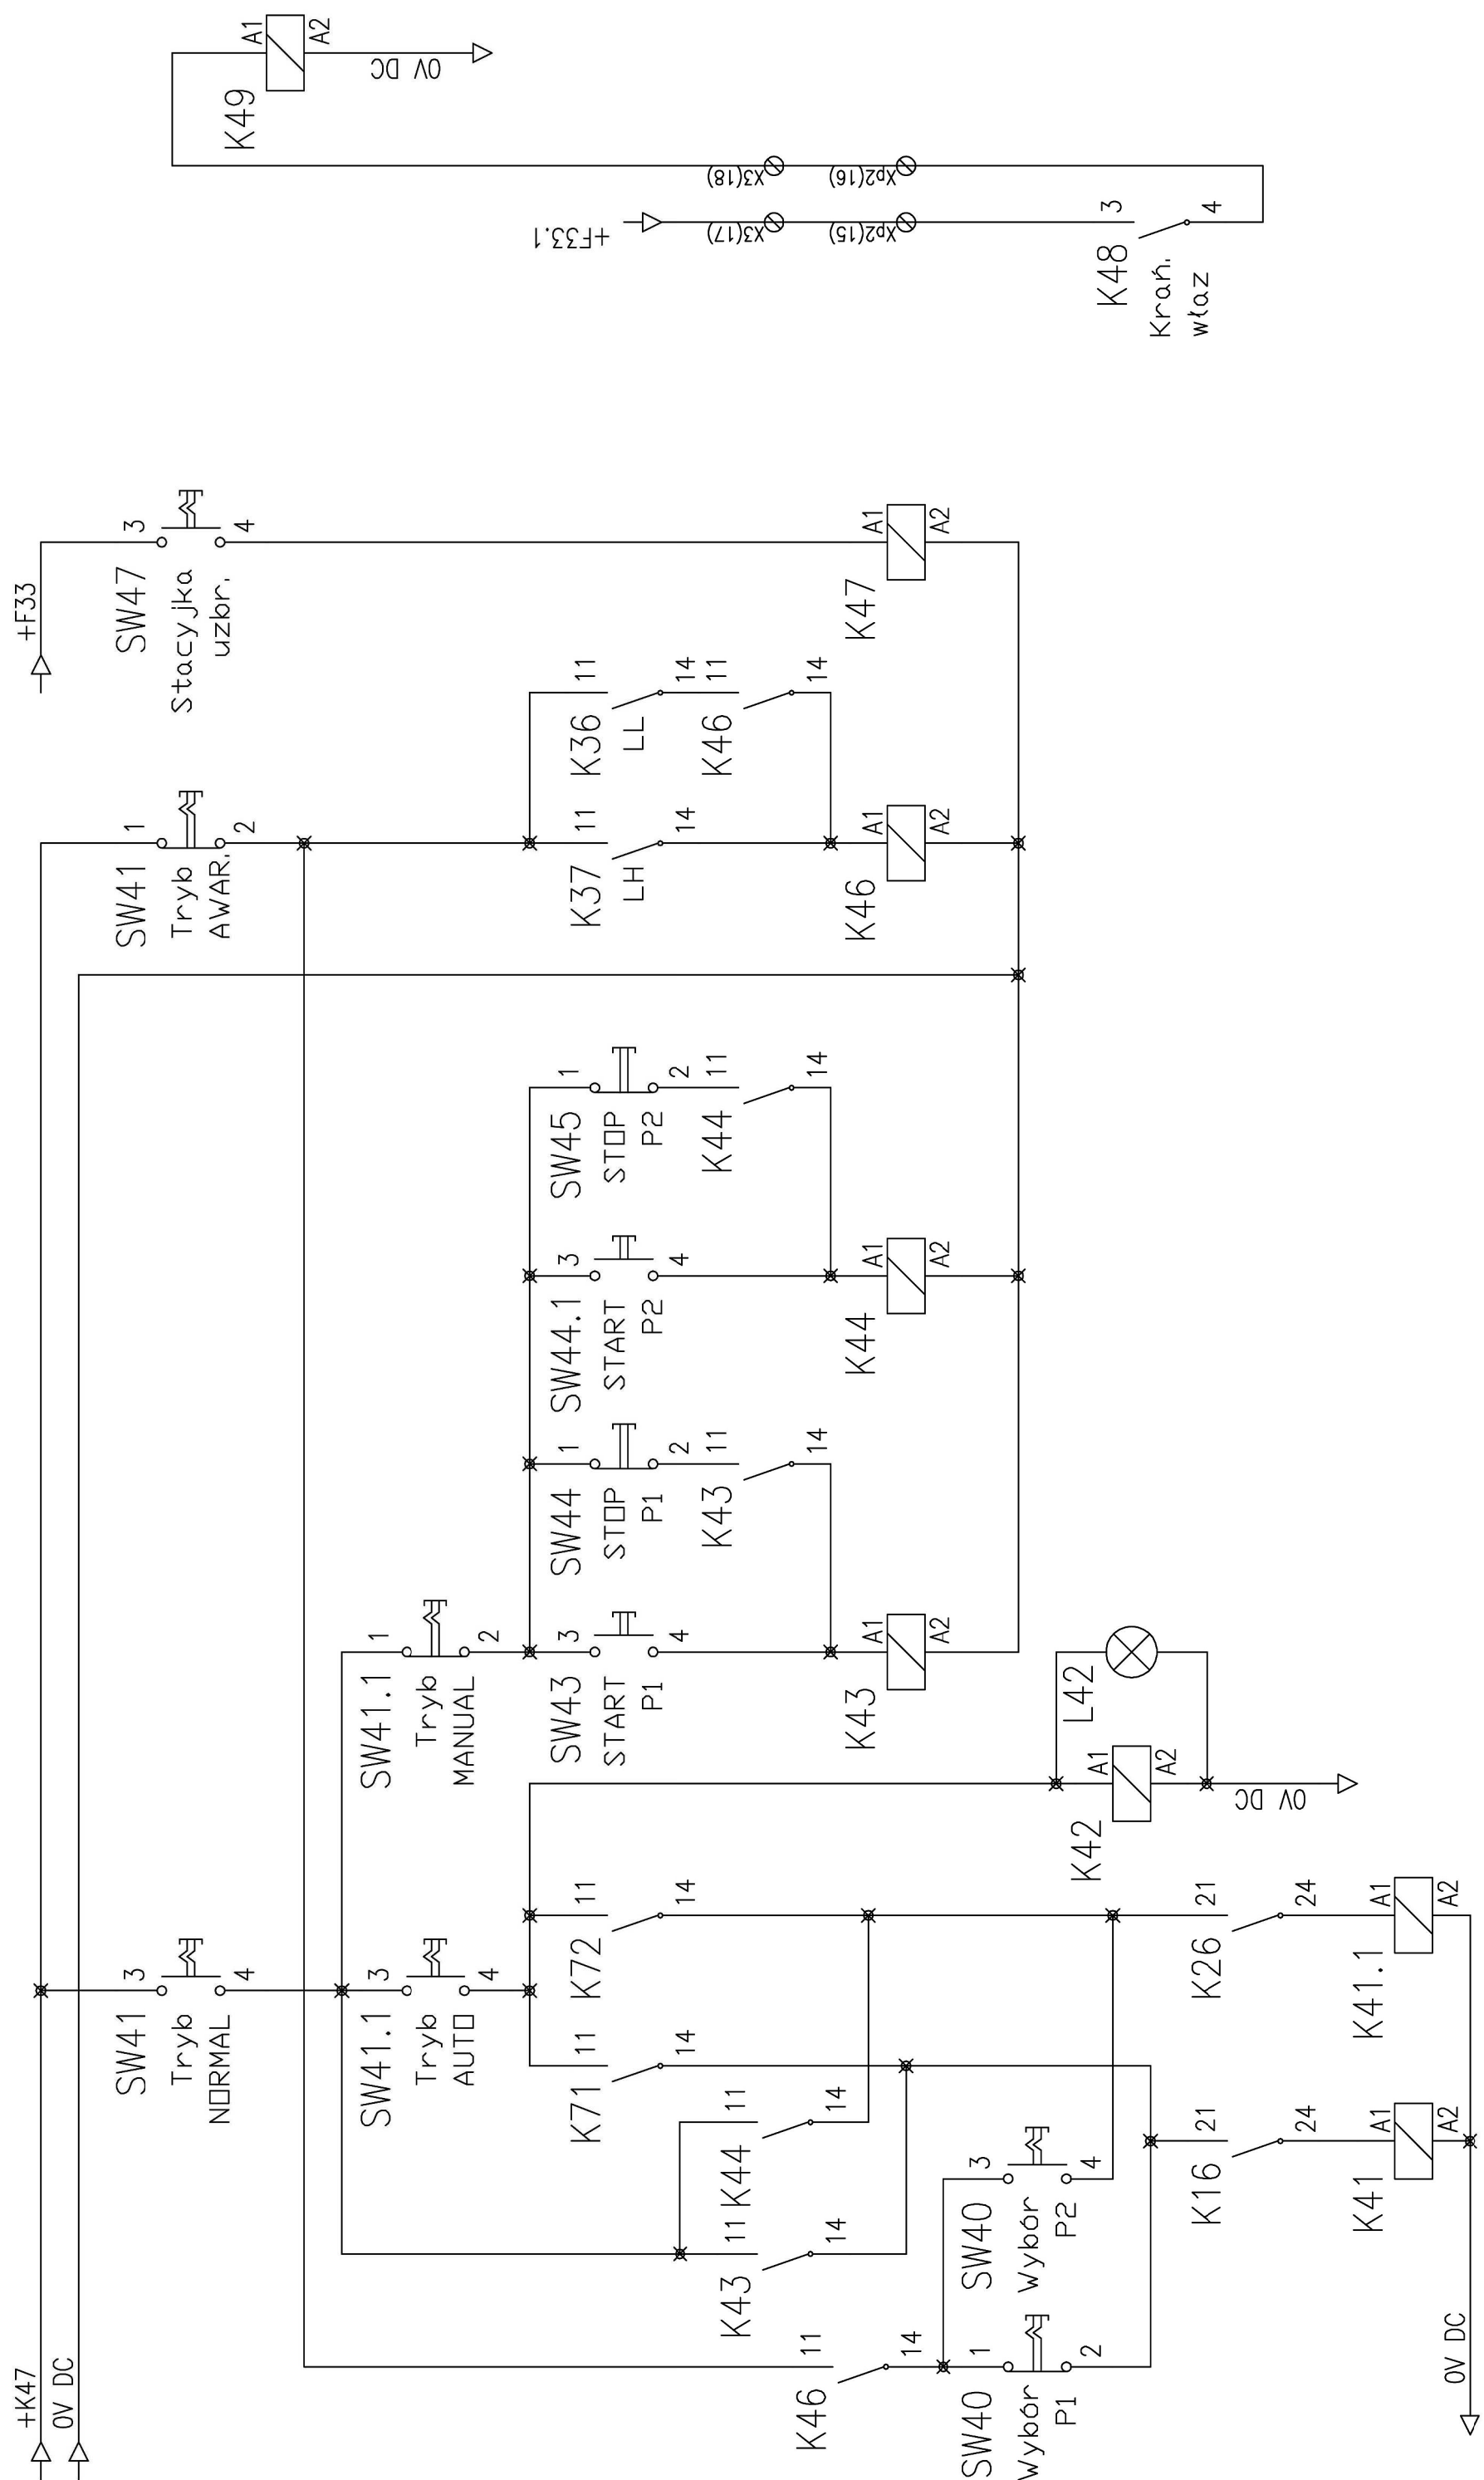 +K47
0V DC
SW41
Tryb
NORMAL
3
4
SW41
Tryb
AWAR.
1
2
+F33
SW47
Stacyjka
uzbr.
3
4
K49
A1
A2
0V DC
SW41.1
Tryb
AUTO
3
4
SW41.1
Tryb
MANUAL
1
2
K71
11
14
K72
11
14
SW43
START
P1
3
4
SW44
STOP
P1
1
2
SW44.1
START
P2
3
4
SW45
STOP
P2
1
2
K37
LH
11
14
K36
LL
11
14
+F33.1
X3(17)
X3(18)
Xp2(15)
Xp2(16)
K43
11
14
K44
11
14
K43
11
14
K44
11
14
K46
11
14
K46
11
14
K43
A1
A2
K44
A1
A2
K46
A1
A2
K47
A1
A2
SW40
Wybór
P1
1
2
SW40
Wybór
P2
3
4
K42
A1
A2
L42
0V DC
K48
Krań.
właz
3
4
K16
21
24
K26
21
24
K41
A1
A2
K41.1
A1
A2
0V DC